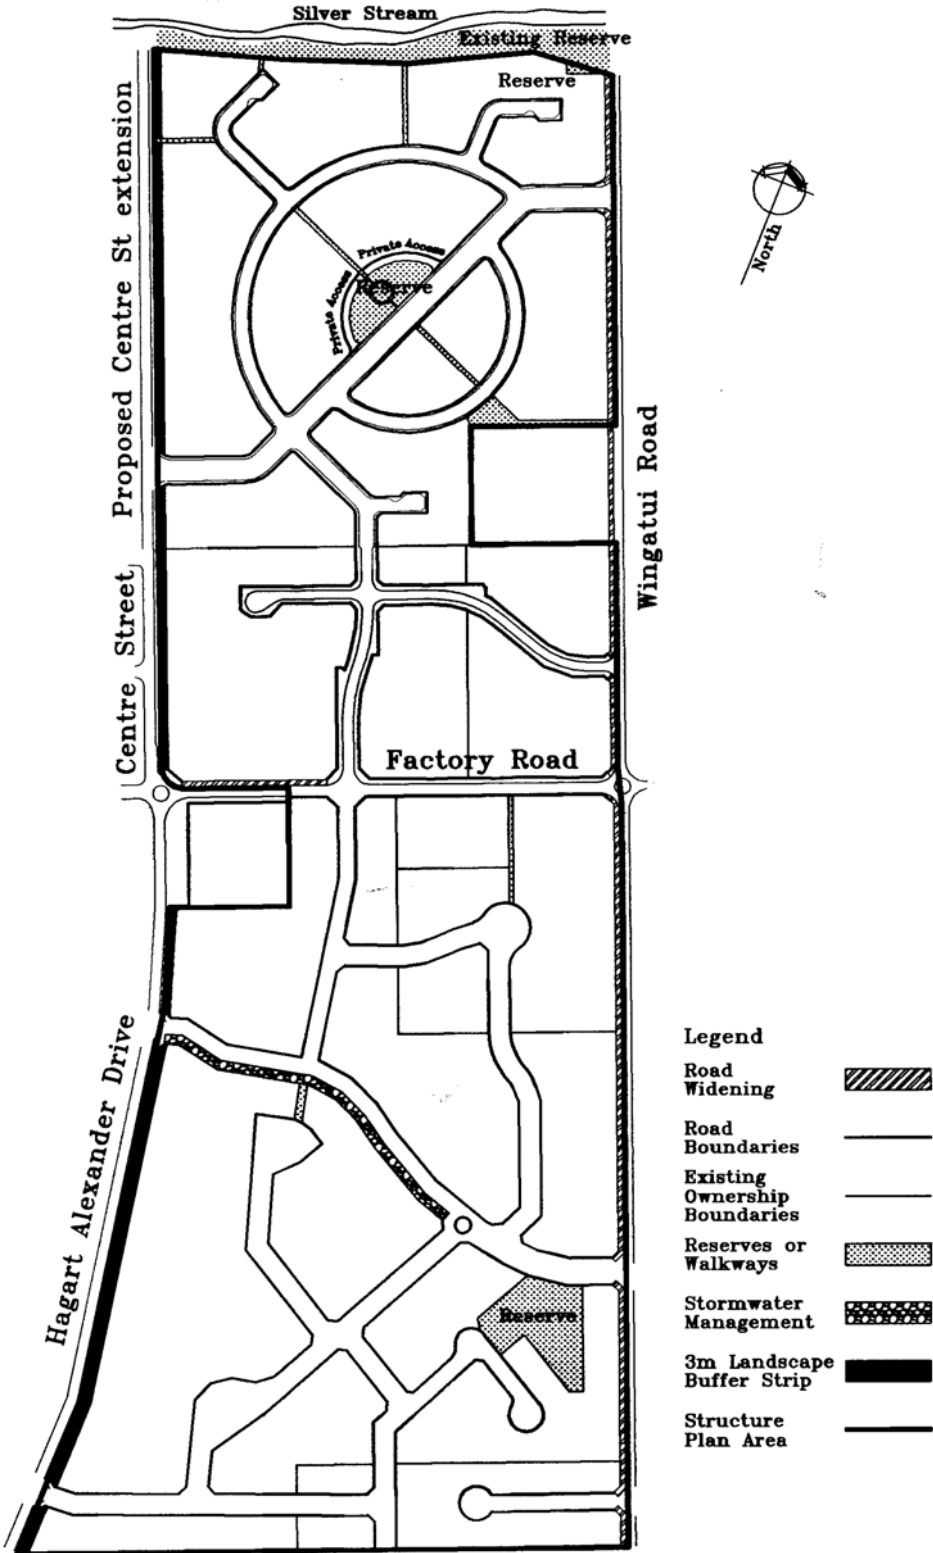 Silver Stream
Existing Reserve
Reserve
Proposed Centre St extension
North
Private Access
Private Access
Reserve
Wingatui Road
Centre Street
Factory Road
Hagart Alexander Drive
Reserve
Legend
Road
Widening
Road
Boundaries
Existing
Ownership
Boundaries
Reserves or
Walkways
Stormwater
Management
3m Landscape
Buffer Strip
Structure
Plan Area